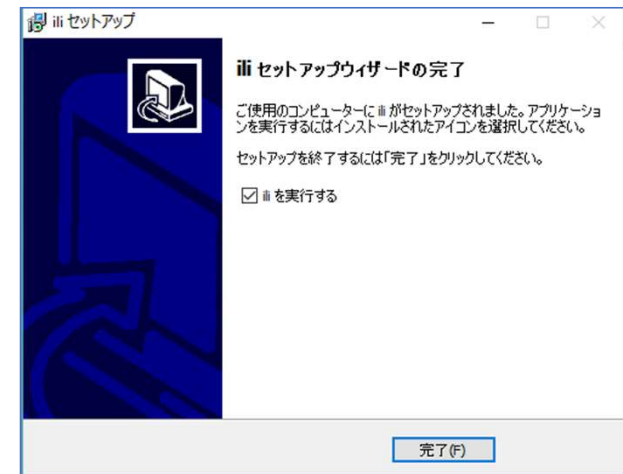 ili セットアップ
ili セットアップウィザードの完了
ご使用のコンピューターに ili がセットアップされました。アプリケーショ
ンを実行するにはインストールされたアイコンを選択してください。
セットアップを終了するには「完了」をクリックしてください。
ili を実行する
完了(F)